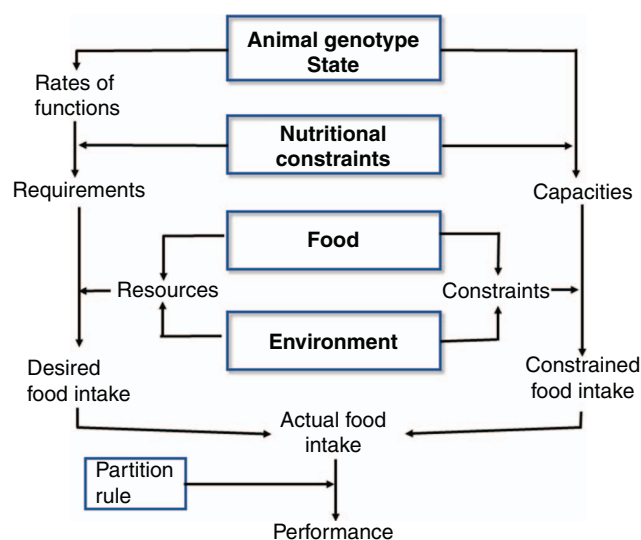 Animal genotype
State
Rates of
functions
Nutritional
constraints
Requirements
Capacities
Food
Resources
Constraints
Environment
Desired
food intake
Constrained
food intake
Actual food
intake
Partition
rule
Performance